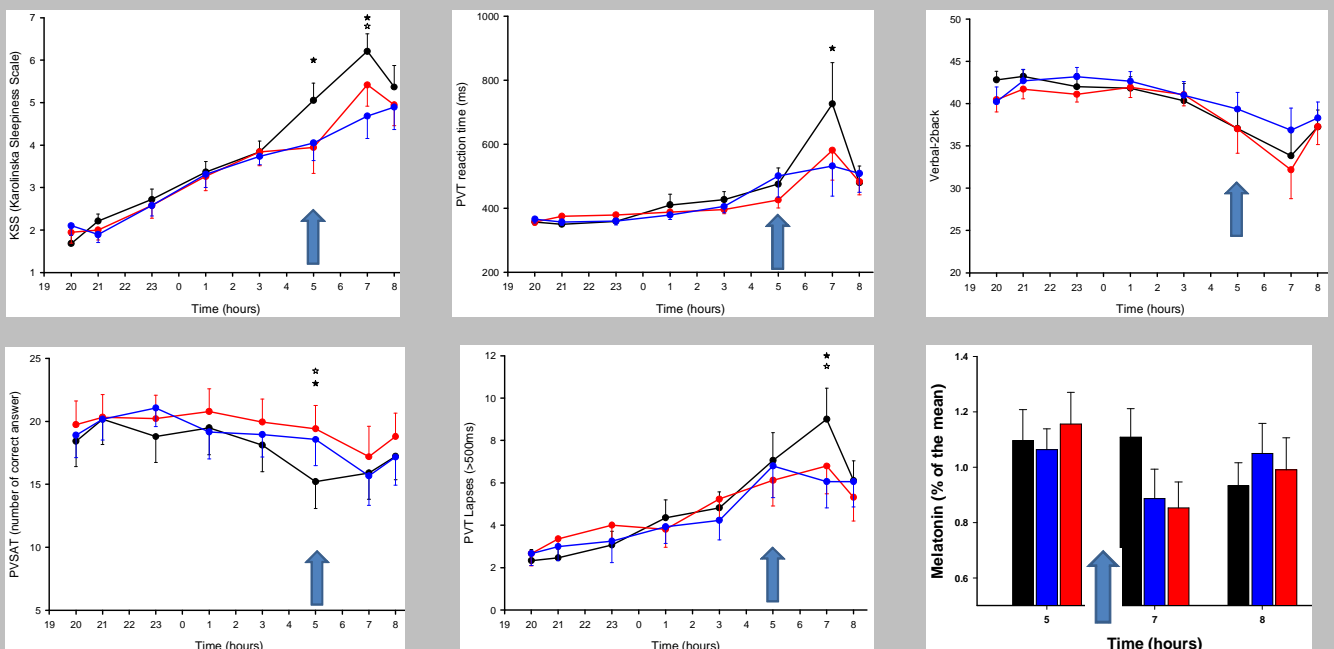 7
6
5
4
3
2
1
KSS (Karolinska Sleepiness Scale)
19 20 21 22 23 0 1 2 3 4 5 6 7 8
Time (hours)
1000
800
600
400
200
PVT reaction time (ms)
19 20 21 22 23 0 1 2 3 4 5 6 7 8
Time (hours)
50
45
40
35
30
25
20
Verbal-2back
19 20 21 22 23 0 1 2 3 4 5 6 7 8
Time (hours)
25
20
15
10
5
PVSAT (number of correct answer)
19 20 21 22 23 0 1 2 3 4 5 6 7 8
Time (hours)
12
10
8
6
4
2
0
PVT Lapses (>500ms)
19 20 21 22 23 0 1 2 3 4 5 6 7 8
Time (hours)
1.4
1.2
1.0
0.8
0.6
Melatonin (% of the mean)
5 7 8
Time (hours)